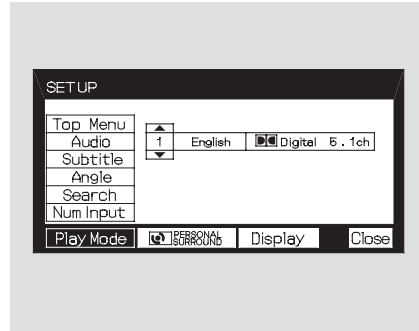 SETUP
Top Menu
Audio
1 English Digital 5.1ch
Subtitle
Angle
Search
Num Input
Play Mode PERSONAL SURROUND Display Close